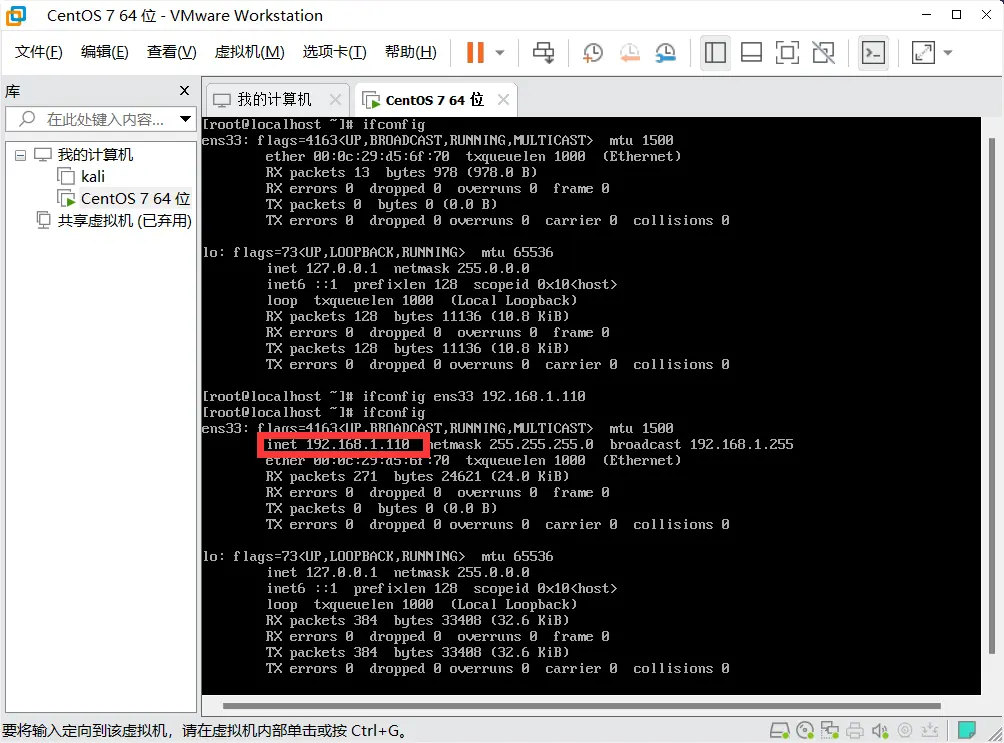 CentOS 7 64 位 - VMware Workstation
文件(F) 编辑(E) 查看(V) 虚拟机(M) 选项卡(T) 帮助(H)
库
在此处键入内容...
我的计算机
kali
CentOS 7 64 位
共享虚拟机 (已弃用)
我的计算机
CentOS 7 64 位
[root@localhost ~]# ifconfig
ens33: flags=4163<UP,BROADCAST,RUNNING,MULTICAST>  mtu 1500
        ether 00:0c:29:d5:6f:70  txqueuelen 1000  (Ethernet)
        RX packets 13  bytes 978 (978.0 B)
        RX errors 0  dropped 0  overruns 0  frame 0
        TX packets 0  bytes 0 (0.0 B)
        TX errors 0  dropped 0 overruns 0  carrier 0  collisions 0
lo: flags=73<UP,LOOPBACK,RUNNING>  mtu 65536
        inet 127.0.0.1  netmask 255.0.0.0
        inet6 ::1  prefixlen 128  scopeid 0x10<host>
        loop  txqueuelen 1000  (Local Loopback)
        RX packets 128  bytes 11136 (10.8 KiB)
        RX errors 0  dropped 0  overruns 0  frame 0
        TX packets 128  bytes 11136 (10.8 KiB)
        TX errors 0  dropped 0 overruns 0  carrier 0  collisions 0
[root@localhost ~]# ifconfig ens33 192.168.1.110
[root@localhost ~]# ifconfig
ens33: flags=4163<UP,BROADCAST,RUNNING,MULTICAST>  mtu 1500
        inet 192.168.1.110  netmask 255.255.255.0  broadcast 192.168.1.255
        ether 00:0c:29:d5:6f:70  txqueuelen 1000  (Ethernet)
        RX packets 271  bytes 24621 (24.0 KiB)
        RX errors 0  dropped 0  overruns 0  frame 0
        TX packets 0  bytes 0 (0.0 B)
        TX errors 0  dropped 0 overruns 0  carrier 0  collisions 0
lo: flags=73<UP,LOOPBACK,RUNNING>  mtu 65536
        inet 127.0.0.1  netmask 255.0.0.0
        inet6 ::1  prefixlen 128  scopeid 0x10<host>
        loop  txqueuelen 1000  (Local Loopback)
        RX packets 384  bytes 33408 (32.6 KiB)
        RX errors 0  dropped 0  overruns 0  frame 0
        TX packets 384  bytes 33408 (32.6 KiB)
        TX errors 0  dropped 0 overruns 0  carrier 0  collisions 0
要将输入定向到该虚拟机，请在虚拟机内部单击或按 Ctrl+G。